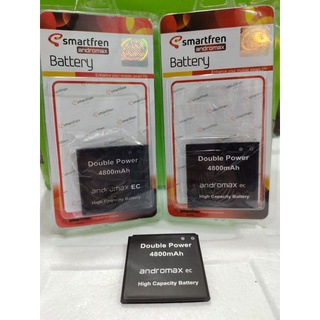 smartfren
andromax
Battery
Double Power
4800mAh
andromax EC
High Capacity Battery
smartfren
andromax
Battery
Double Power
4800mAh
andromax ec
High Capacity Battery
Double Power
4800mAh
andromax ec
High Capacity Battery